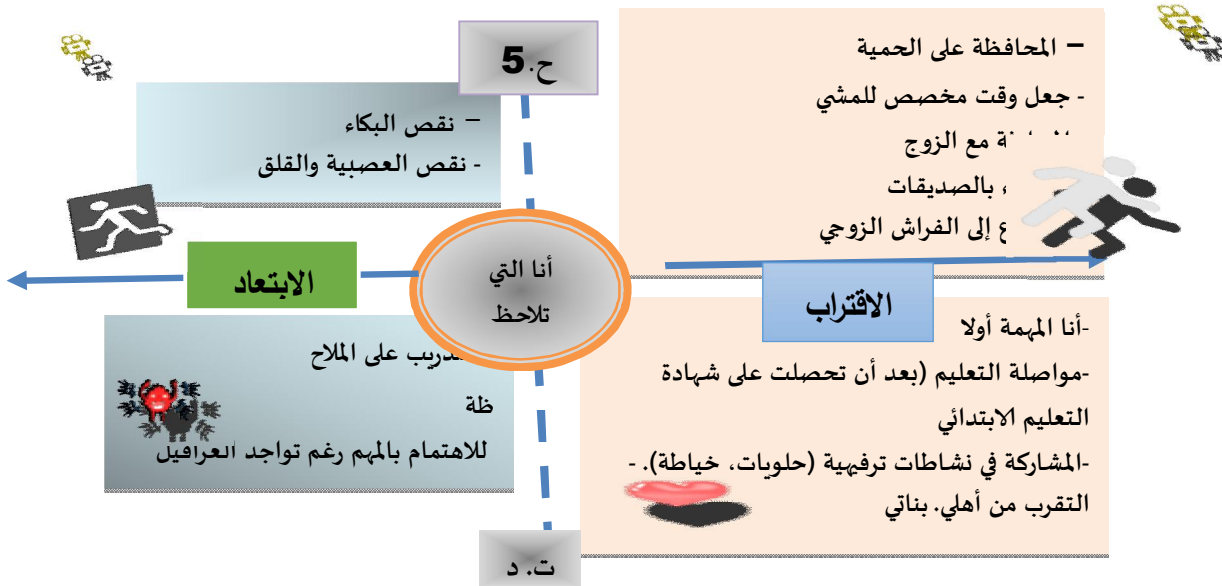 ح.5
– المحافظة على الحمية
- جعل وقت مخصص للمشي
مع الزوج
بالصديقات
إلى الفراش الزوجي
– نقص البكاء
- نقص العصبية والقلق
أنا التي
تلاحظ
الاقتراب
الابتعاد
-أنا المهمة أولا
-مواصلة التعليم (بعد أن تحصلت على شهادة
التعليم الابتدائي
-المشاركة في نشاطات ترفيهية (حلويات، خياطة). -
التقرب من أهلي. بناتي
على الملاح
ظة
للاهتمام بالمهم رغم تواجد العراقيل
ت. د